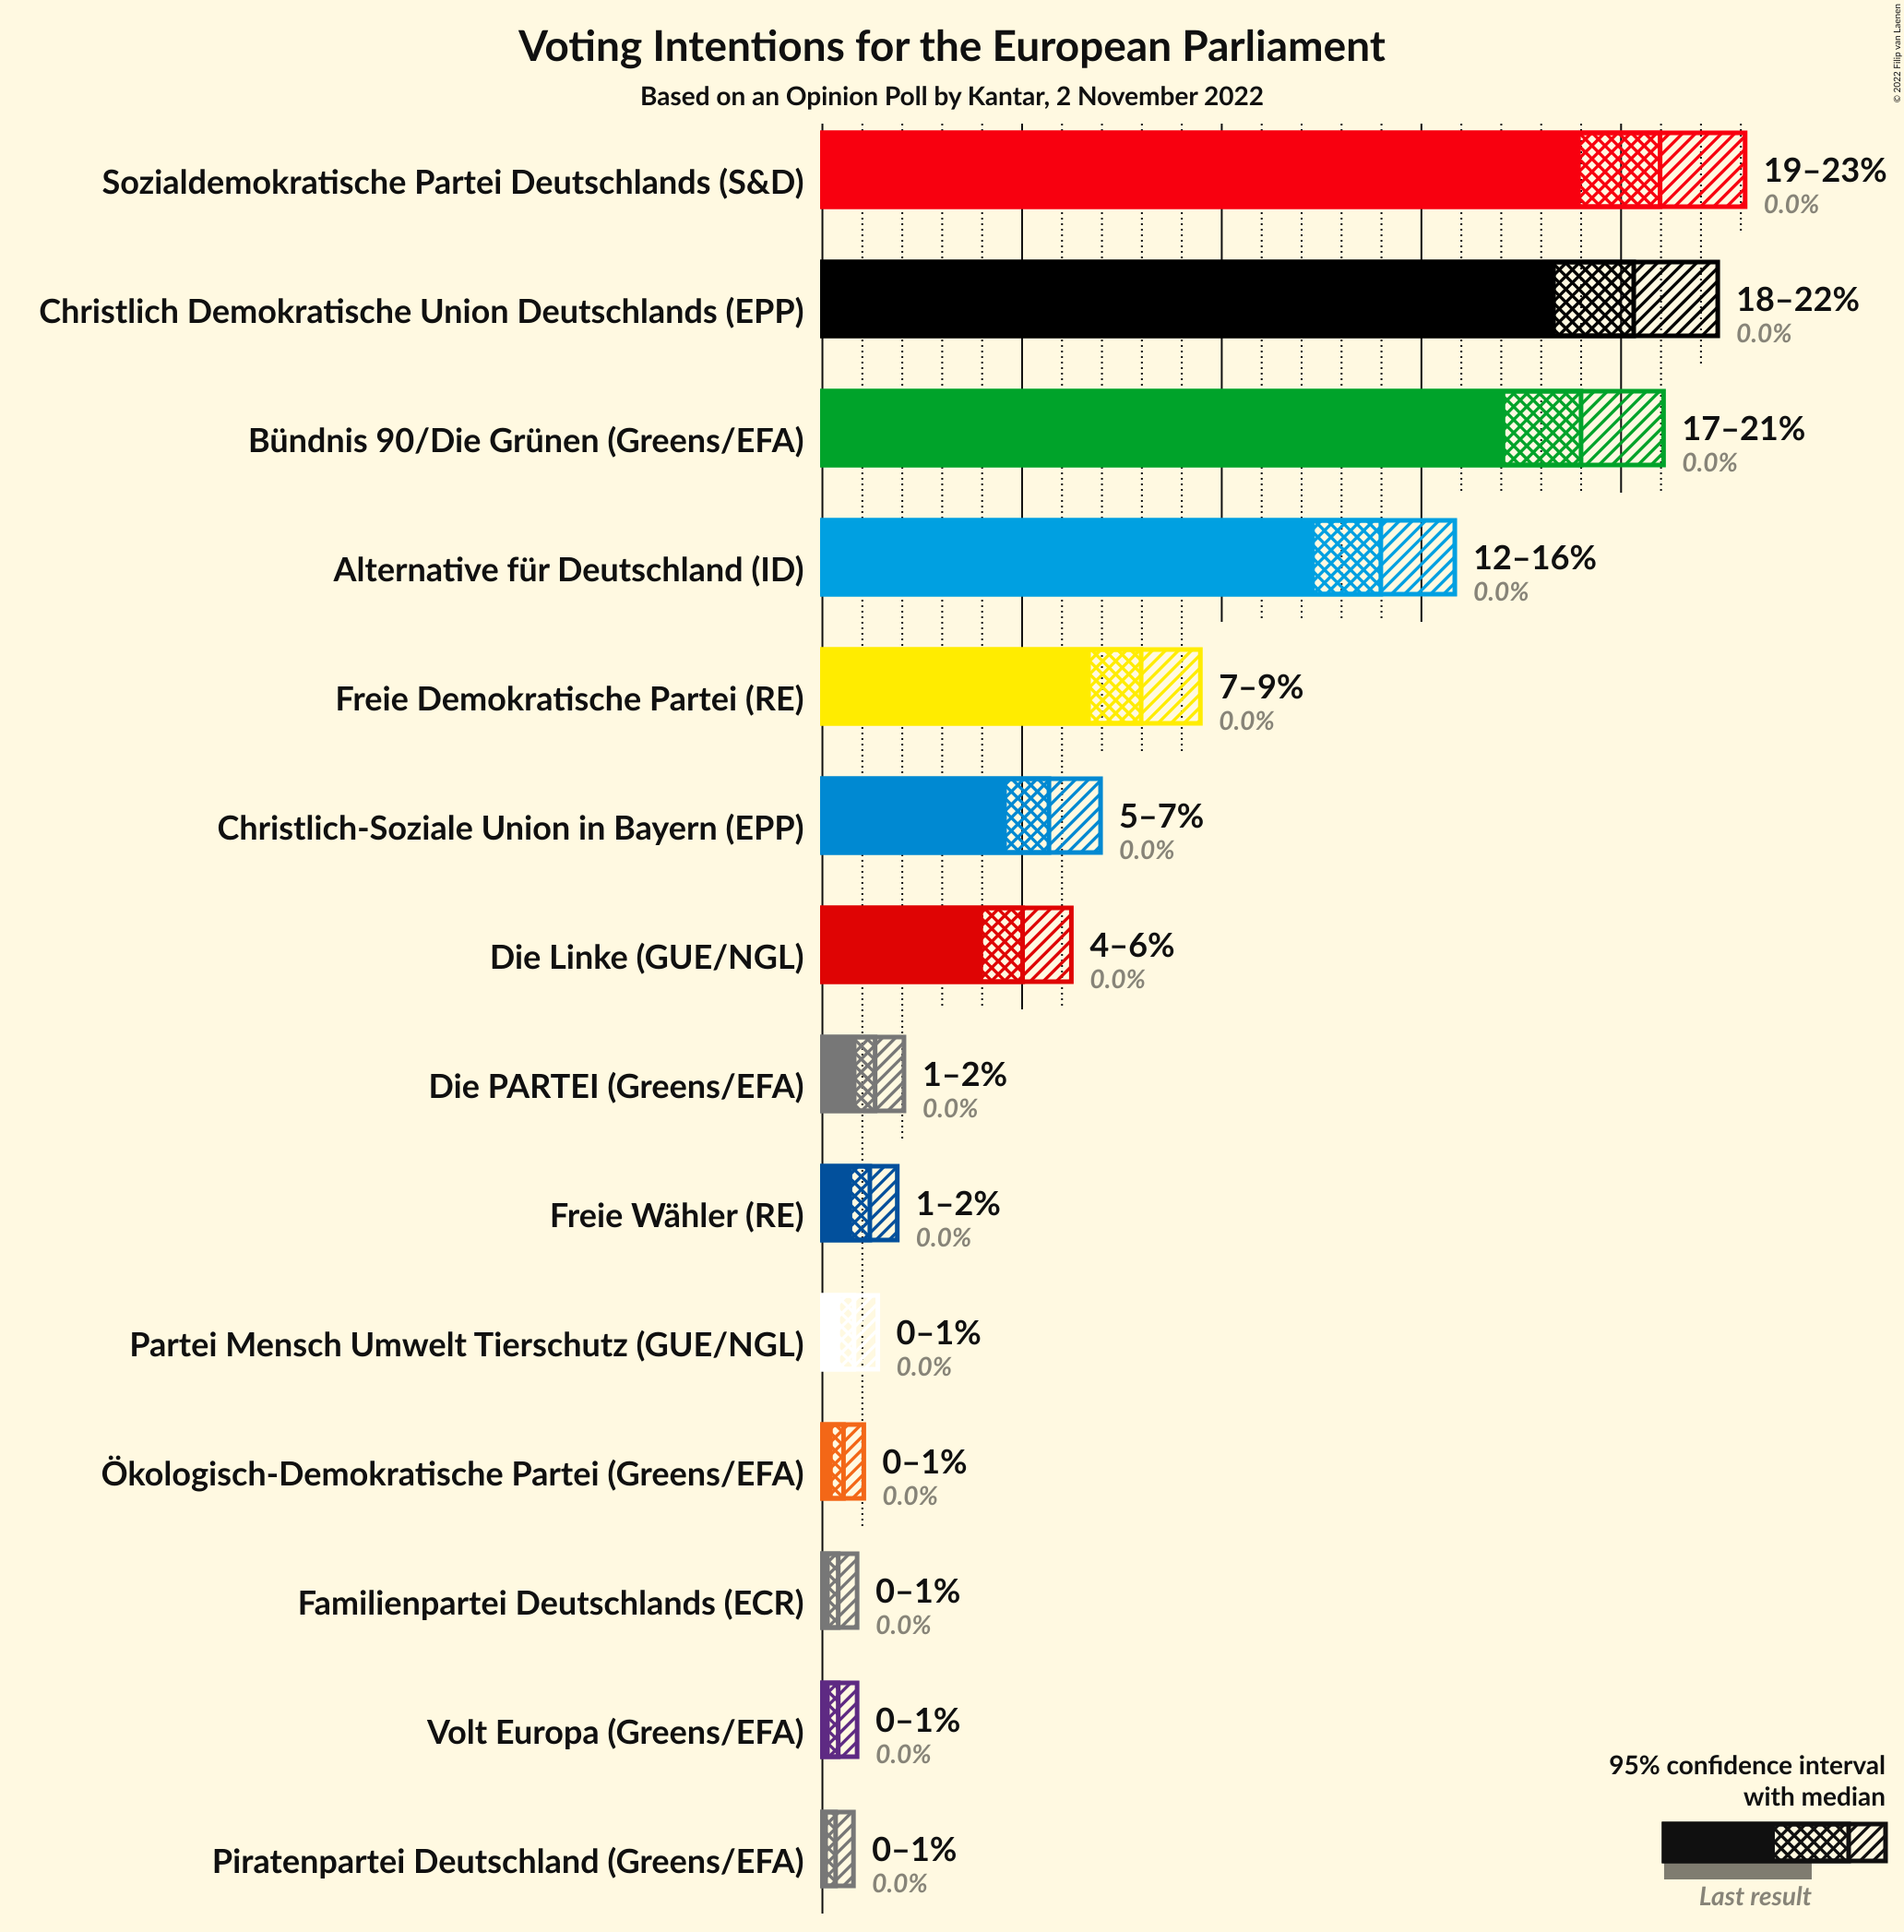 Voting Intentions for the European Parliament
Based on an Opinion Poll by Kantar, 2 November 2022
© 2022 Filip van Laenen
Sozialdemokratische Partei Deutschlands (S&D)
19–23%
0.0%
Christlich Demokratische Union Deutschlands (EPP)
18–22%
0.0%
Bündnis 90/Die Grünen (Greens/EFA)
17–21%
0.0%
Alternative für Deutschland (ID)
12–16%
0.0%
Freie Demokratische Partei (RE)
7–9%
0.0%
Christlich-Soziale Union in Bayern (EPP)
5–7%
0.0%
Die Linke (GUE/NGL)
4–6%
0.0%
Die PARTEI (Greens/EFA)
1–2%
0.0%
Freie Wähler (RE)
1–2%
0.0%
Partei Mensch Umwelt Tierschutz (GUE/NGL)
0–1%
0.0%
Ökologisch-Demokratische Partei (Greens/EFA)
0–1%
0.0%
Familienpartei Deutschlands (ECR)
0–1%
0.0%
Volt Europa (Greens/EFA)
0–1%
0.0%
Piratenpartei Deutschland (Greens/EFA)
0–1%
0.0%
95% confidence interval
with median
Last result